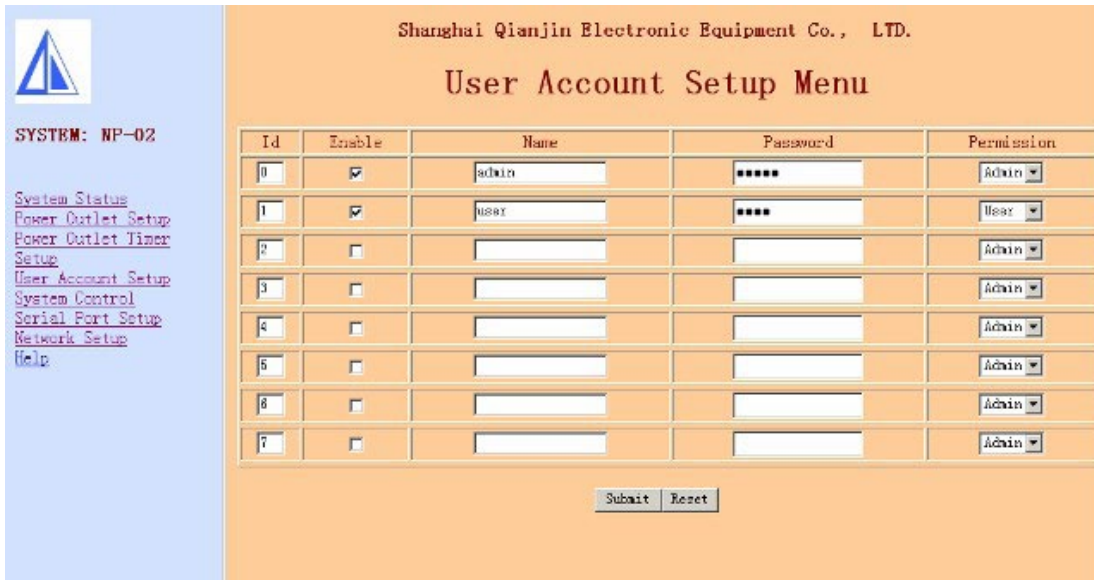 Shanghai Qianjin Electronic Equipment Co., LTD.
User Account Setup Menu
SYSTEM: NP-02
System Status
Power Outlet Setup
Power Outlet Timer
Setup
User Account Setup
System Control
Serial Port Setup
Network Setup
Help
Id Enable Name Password Permission
0 admin ●●●●● Admin
1 user ●●●● User
2 Admin
3 Admin
4 Admin
5 Admin
6 Admin
7 Admin
Submit Reset